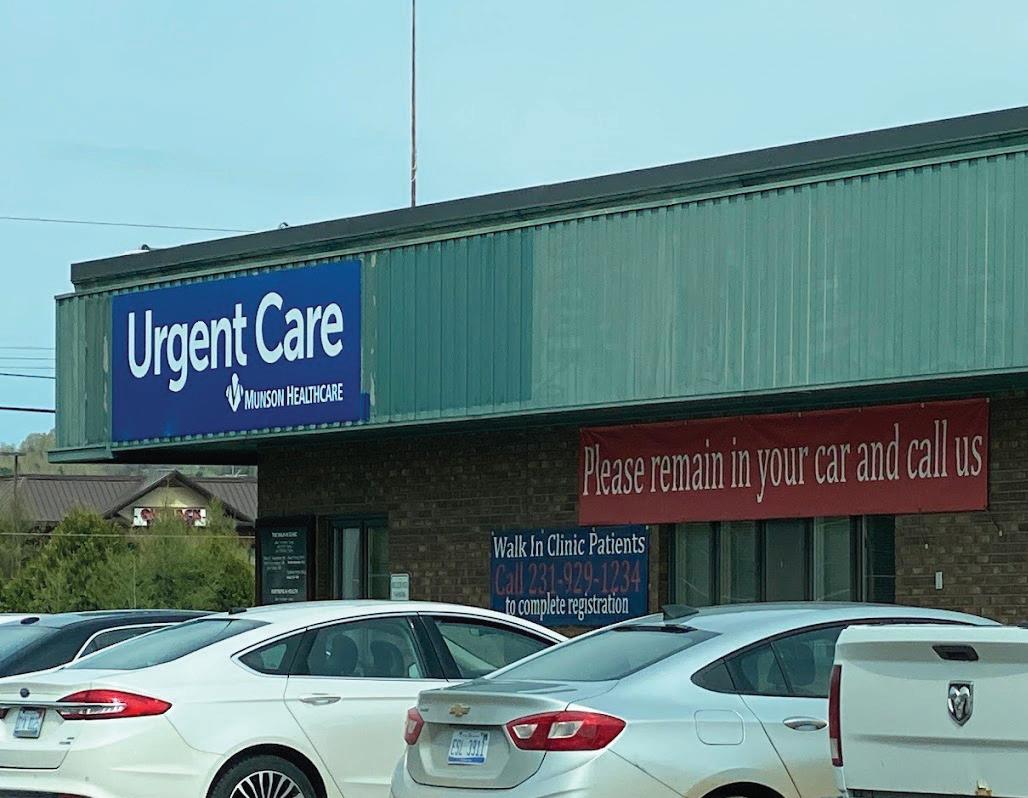 Urgent Care
MUNSON HEALTHCARE
Please remain in your car and call us
Walk In Clinic Patients
Call 231-929-1234
to complete registration